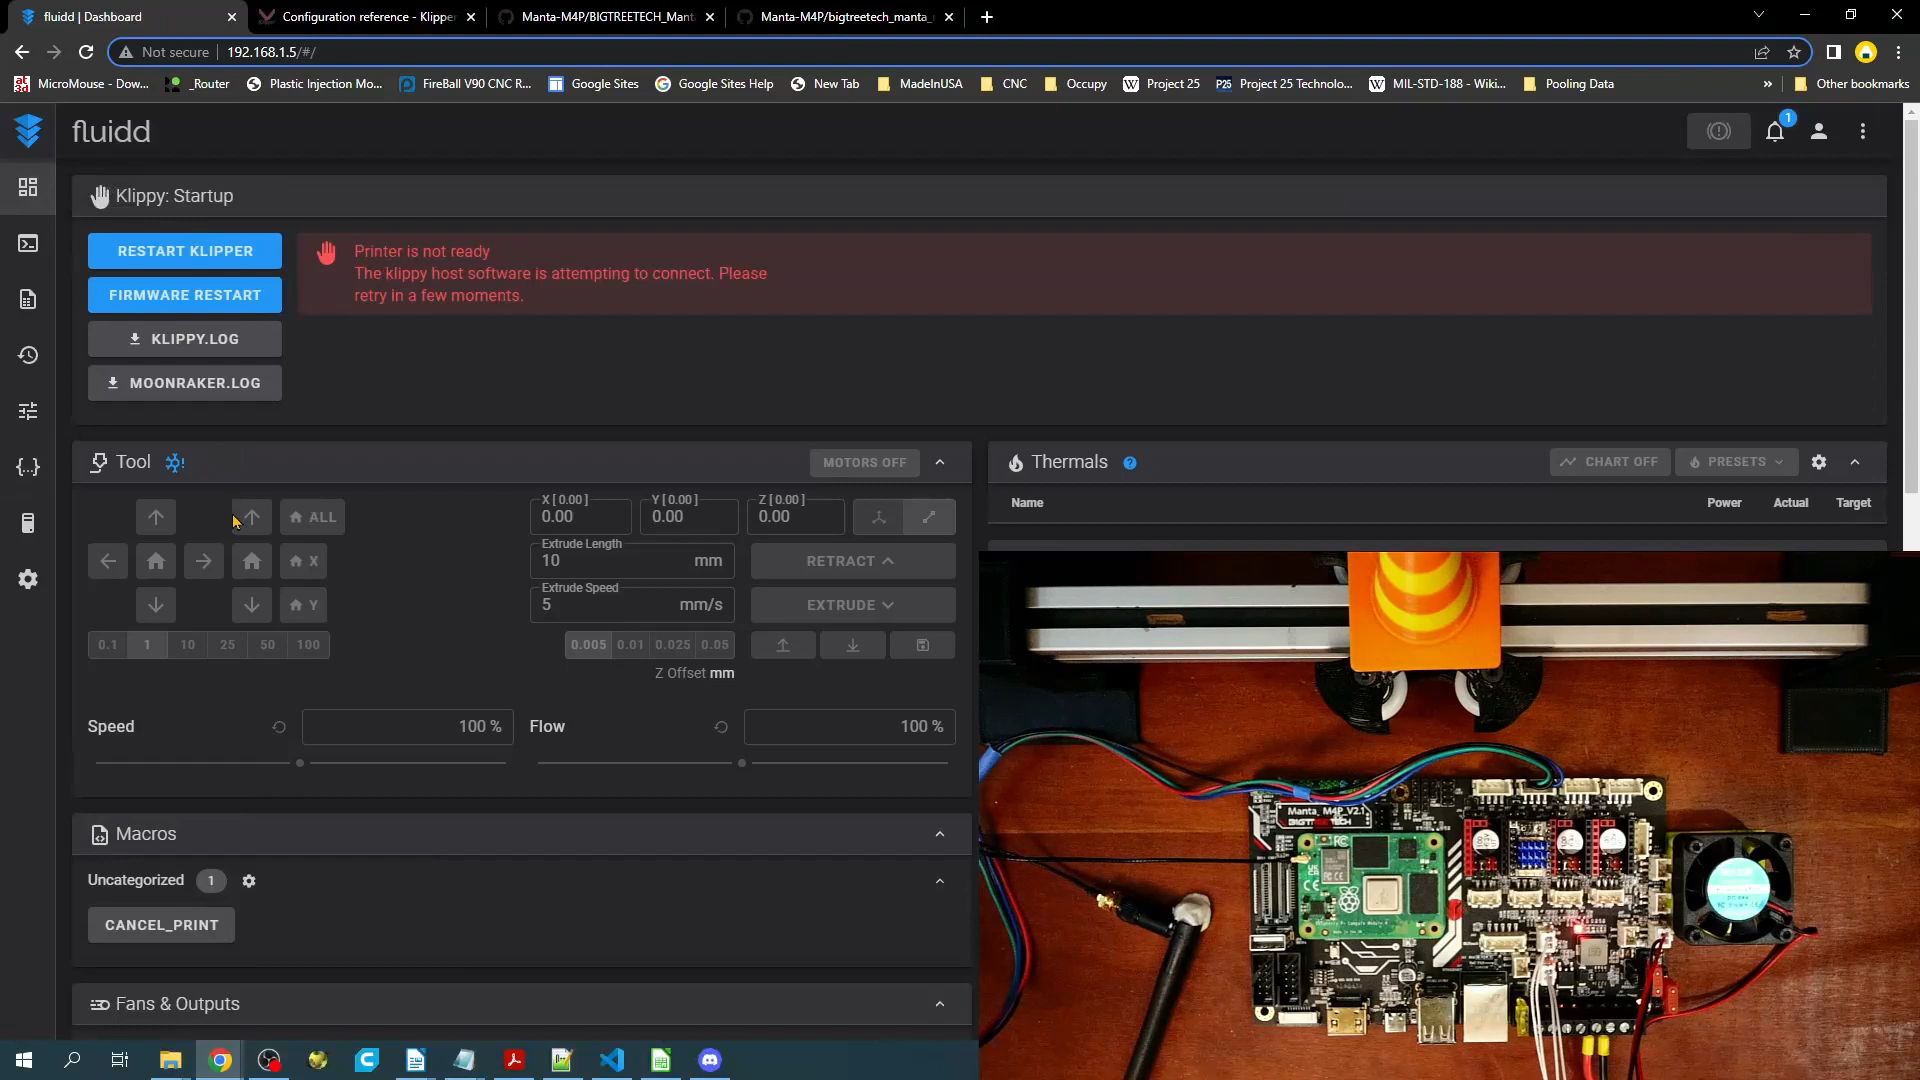 fluidd | Dashboard
Configuration reference - Klipper
Manta-M4P/BIGTREETECH_Mant
Manta-M4P/bigtreetech_manta_
Not secure
192.168.1.5/#/
MicroMouse - Dow...
_Router
Plastic Injection Mo...
FireBall V90 CNC R...
Google Sites
Google Sites Help
New Tab
MadeInUSA
CNC
Occupy
Project 25
P25
Project 25 Technolo...
MIL-STD-188 - Wiki...
Pooling Data
»
Other bookmarks
fluidd
1
Klippy: Startup
RESTART KLIPPER
FIRMWARE RESTART
KLIPPY.LOG
MOONRAKER.LOG
Printer is not ready
The klippy host software is attempting to connect. Please
retry in a few moments.
Tool
MOTORS OFF
ALL
X
Y
0.1 1 10 25 50 100
X [ 0.00 ]
0.00
Y [ 0.00 ]
0.00
Z [ 0.00 ]
0.00
Extrude Length
10 mm
RETRACT
Extrude Speed
5 mm/s
EXTRUDE
0.005 0.01 0.025 0.05
Z Offset mm
Speed
100 %
Flow
100 %
Thermals
CHART OFF
PRESETS
Name Power Actual Target
Macros
Uncategorized 1
CANCEL_PRINT
Fans & Outputs
Manta M4P V2.1
BIGTREETECH